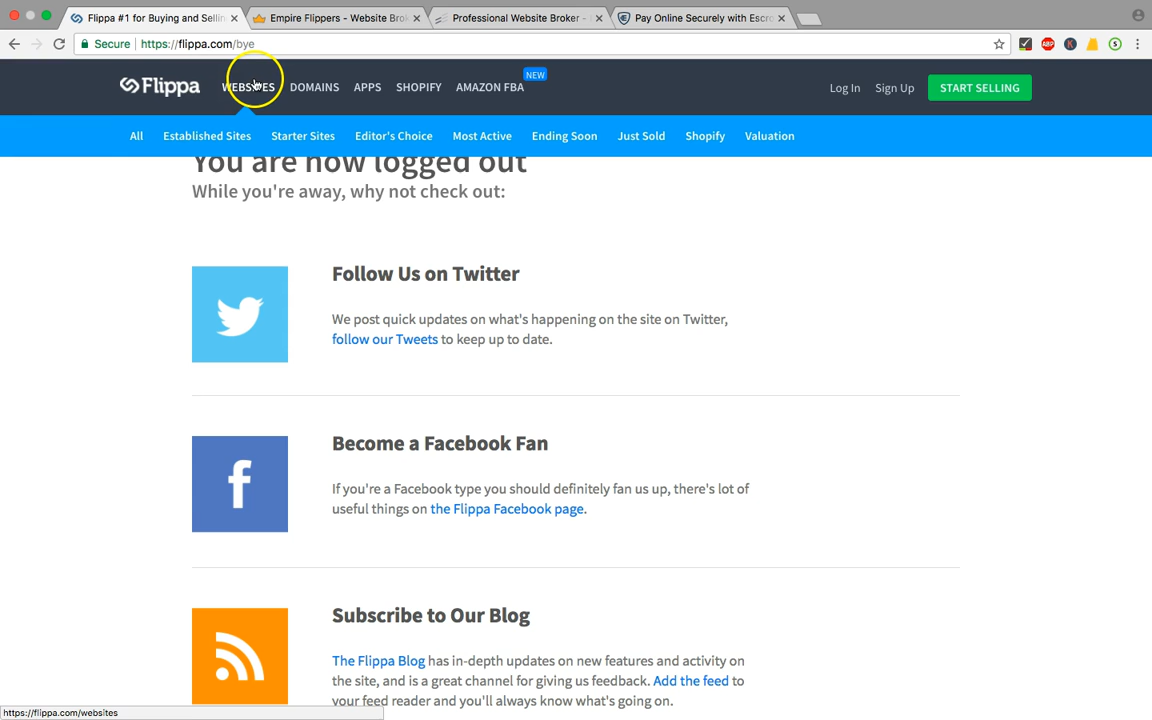 Flippa #1 for Buying and Sellin
Empire Flippers - Website Brok
Professional Website Broker -
Pay Online Securely with Escro
Secure
https://flippa.com/bye
ABP
K
S
Flippa
WEBSITES
DOMAINS
APPS
SHOPIFY
AMAZON FBA
NEW
Log In
Sign Up
START SELLING
All
Established Sites
Starter Sites
Editor's Choice
Most Active
Ending Soon
Just Sold
Shopify
Valuation
You are now logged out
While you're away, why not check out:
Follow Us on Twitter
We post quick updates on what's happening on the site on Twitter,
follow our Tweets to keep up to date.
Become a Facebook Fan
If you're a Facebook type you should definitely fan us up, there's lot of
useful things on the Flippa Facebook page.
Subscribe to Our Blog
The Flippa Blog has in-depth updates on new features and activity on
the site, and is a great channel for giving us feedback. Add the feed to
your feed reader and you'll always know what's going on.
https://flippa.com/websites